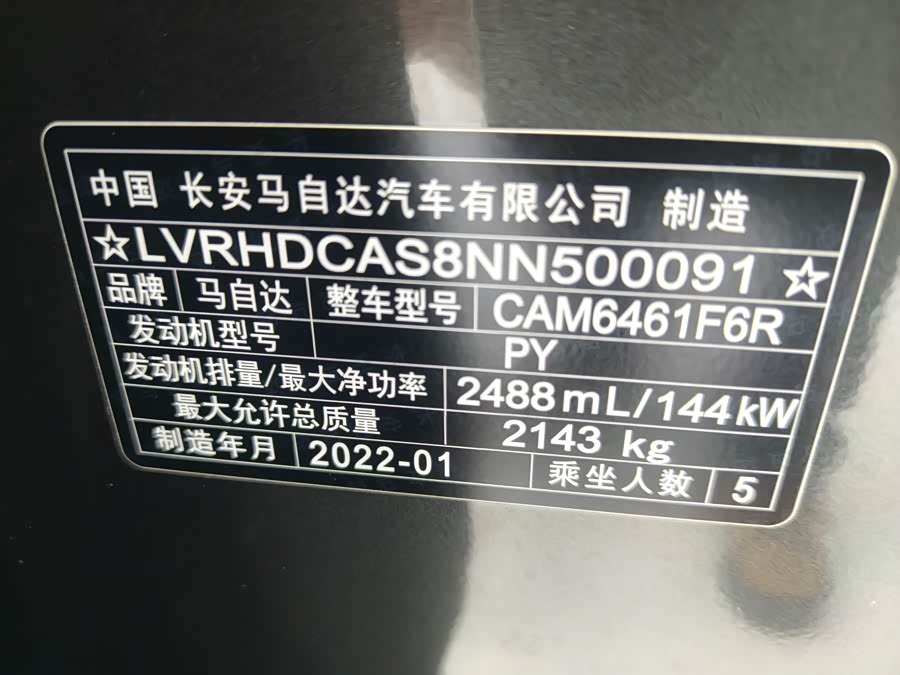 中国 长安马自达汽车有限公司 制造
☆LVRHDCAS8NN500091☆
品牌 马自达 整车型号 CAM6461F6R
发动机型号 PY
发动机排量/最大净功率 2488mL/144kW
最大允许总质量 2143 kg
制造年月 2022-01 乘坐人数 5